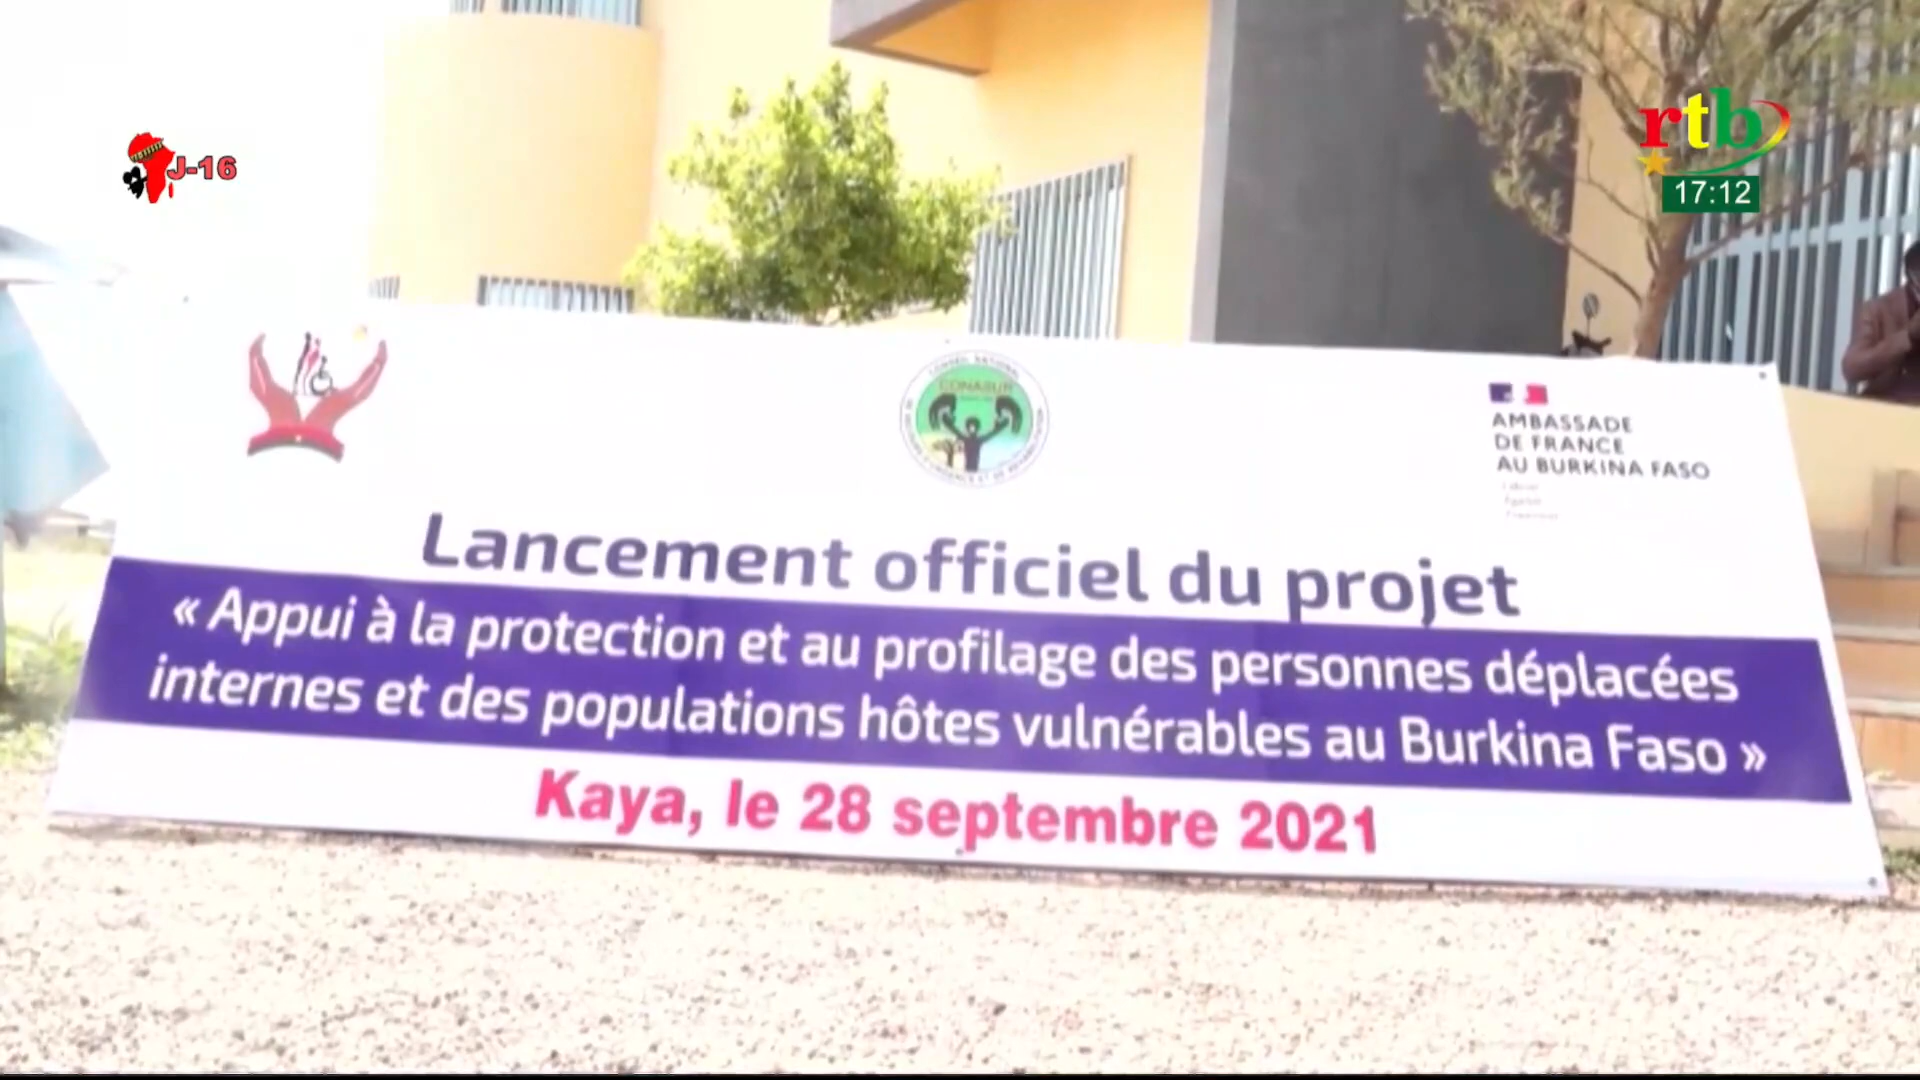 J-16
rtb
17:12
CONSEIL NATIONAL
CONASUR
AMBASSADE
DE FRANCE
AU BURKINA FASO
Lancement officiel du projet
« Appui à la protection et au profilage des personnes déplacées
internes et des populations hôtes vulnérables au Burkina Faso »
Kaya, le 28 septembre 2021